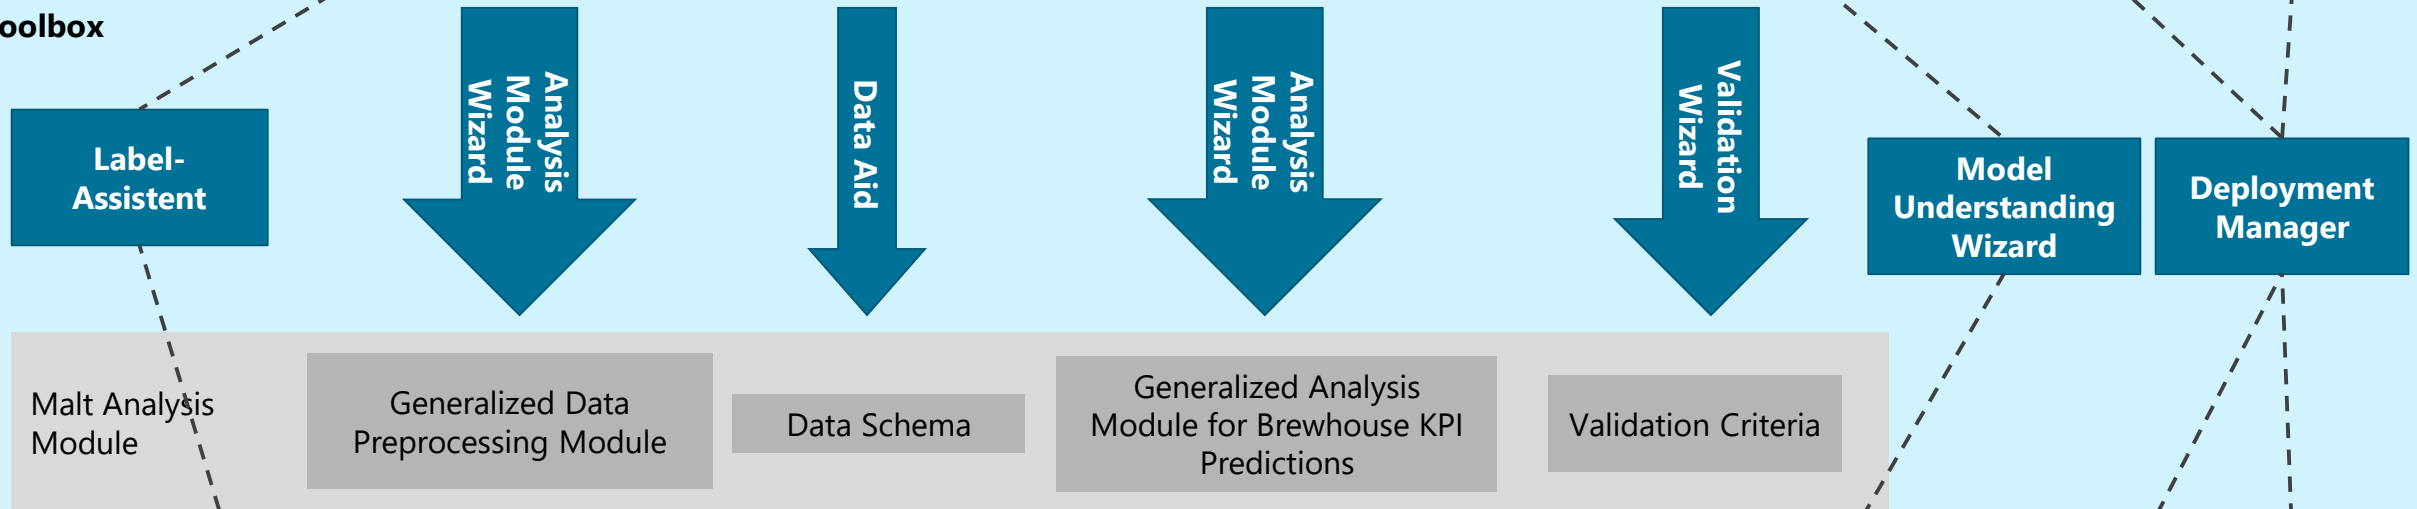 oolbox
Label-
Assistent
Analysis
Module
Wizard
Data Aid
Analysis
Module
Wizard
Validation
Wizard
Model
Understanding
Wizard
Deployment
Manager
Malt Analysis
Module
Generalized Data
Preprocessing Module
Data Schema
Generalized Analysis
Module for Brewhouse KPI
Predictions
Validation Criteria